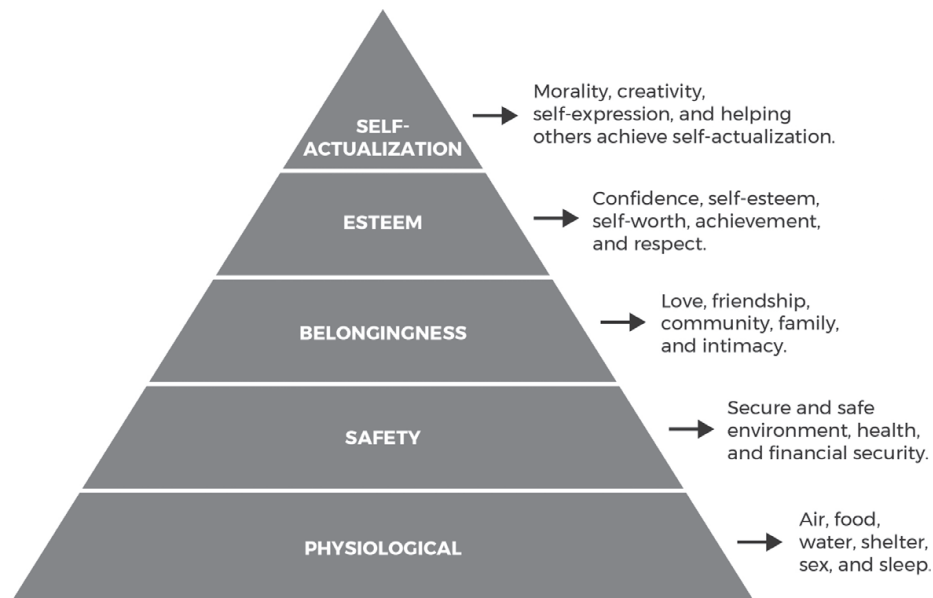 SELF-
ACTUALIZATION
Morality, creativity,
self-expression, and helping
others achieve self-actualization.
ESTEEM
Confidence, self-esteem,
self-worth, achievement,
and respect.
BELONGINGNESS
Love, friendship,
community, family,
and intimacy.
SAFETY
Secure and safe
environment, health,
and financial security.
PHYSIOLOGICAL
Air, food,
water, shelter,
sex, and sleep.